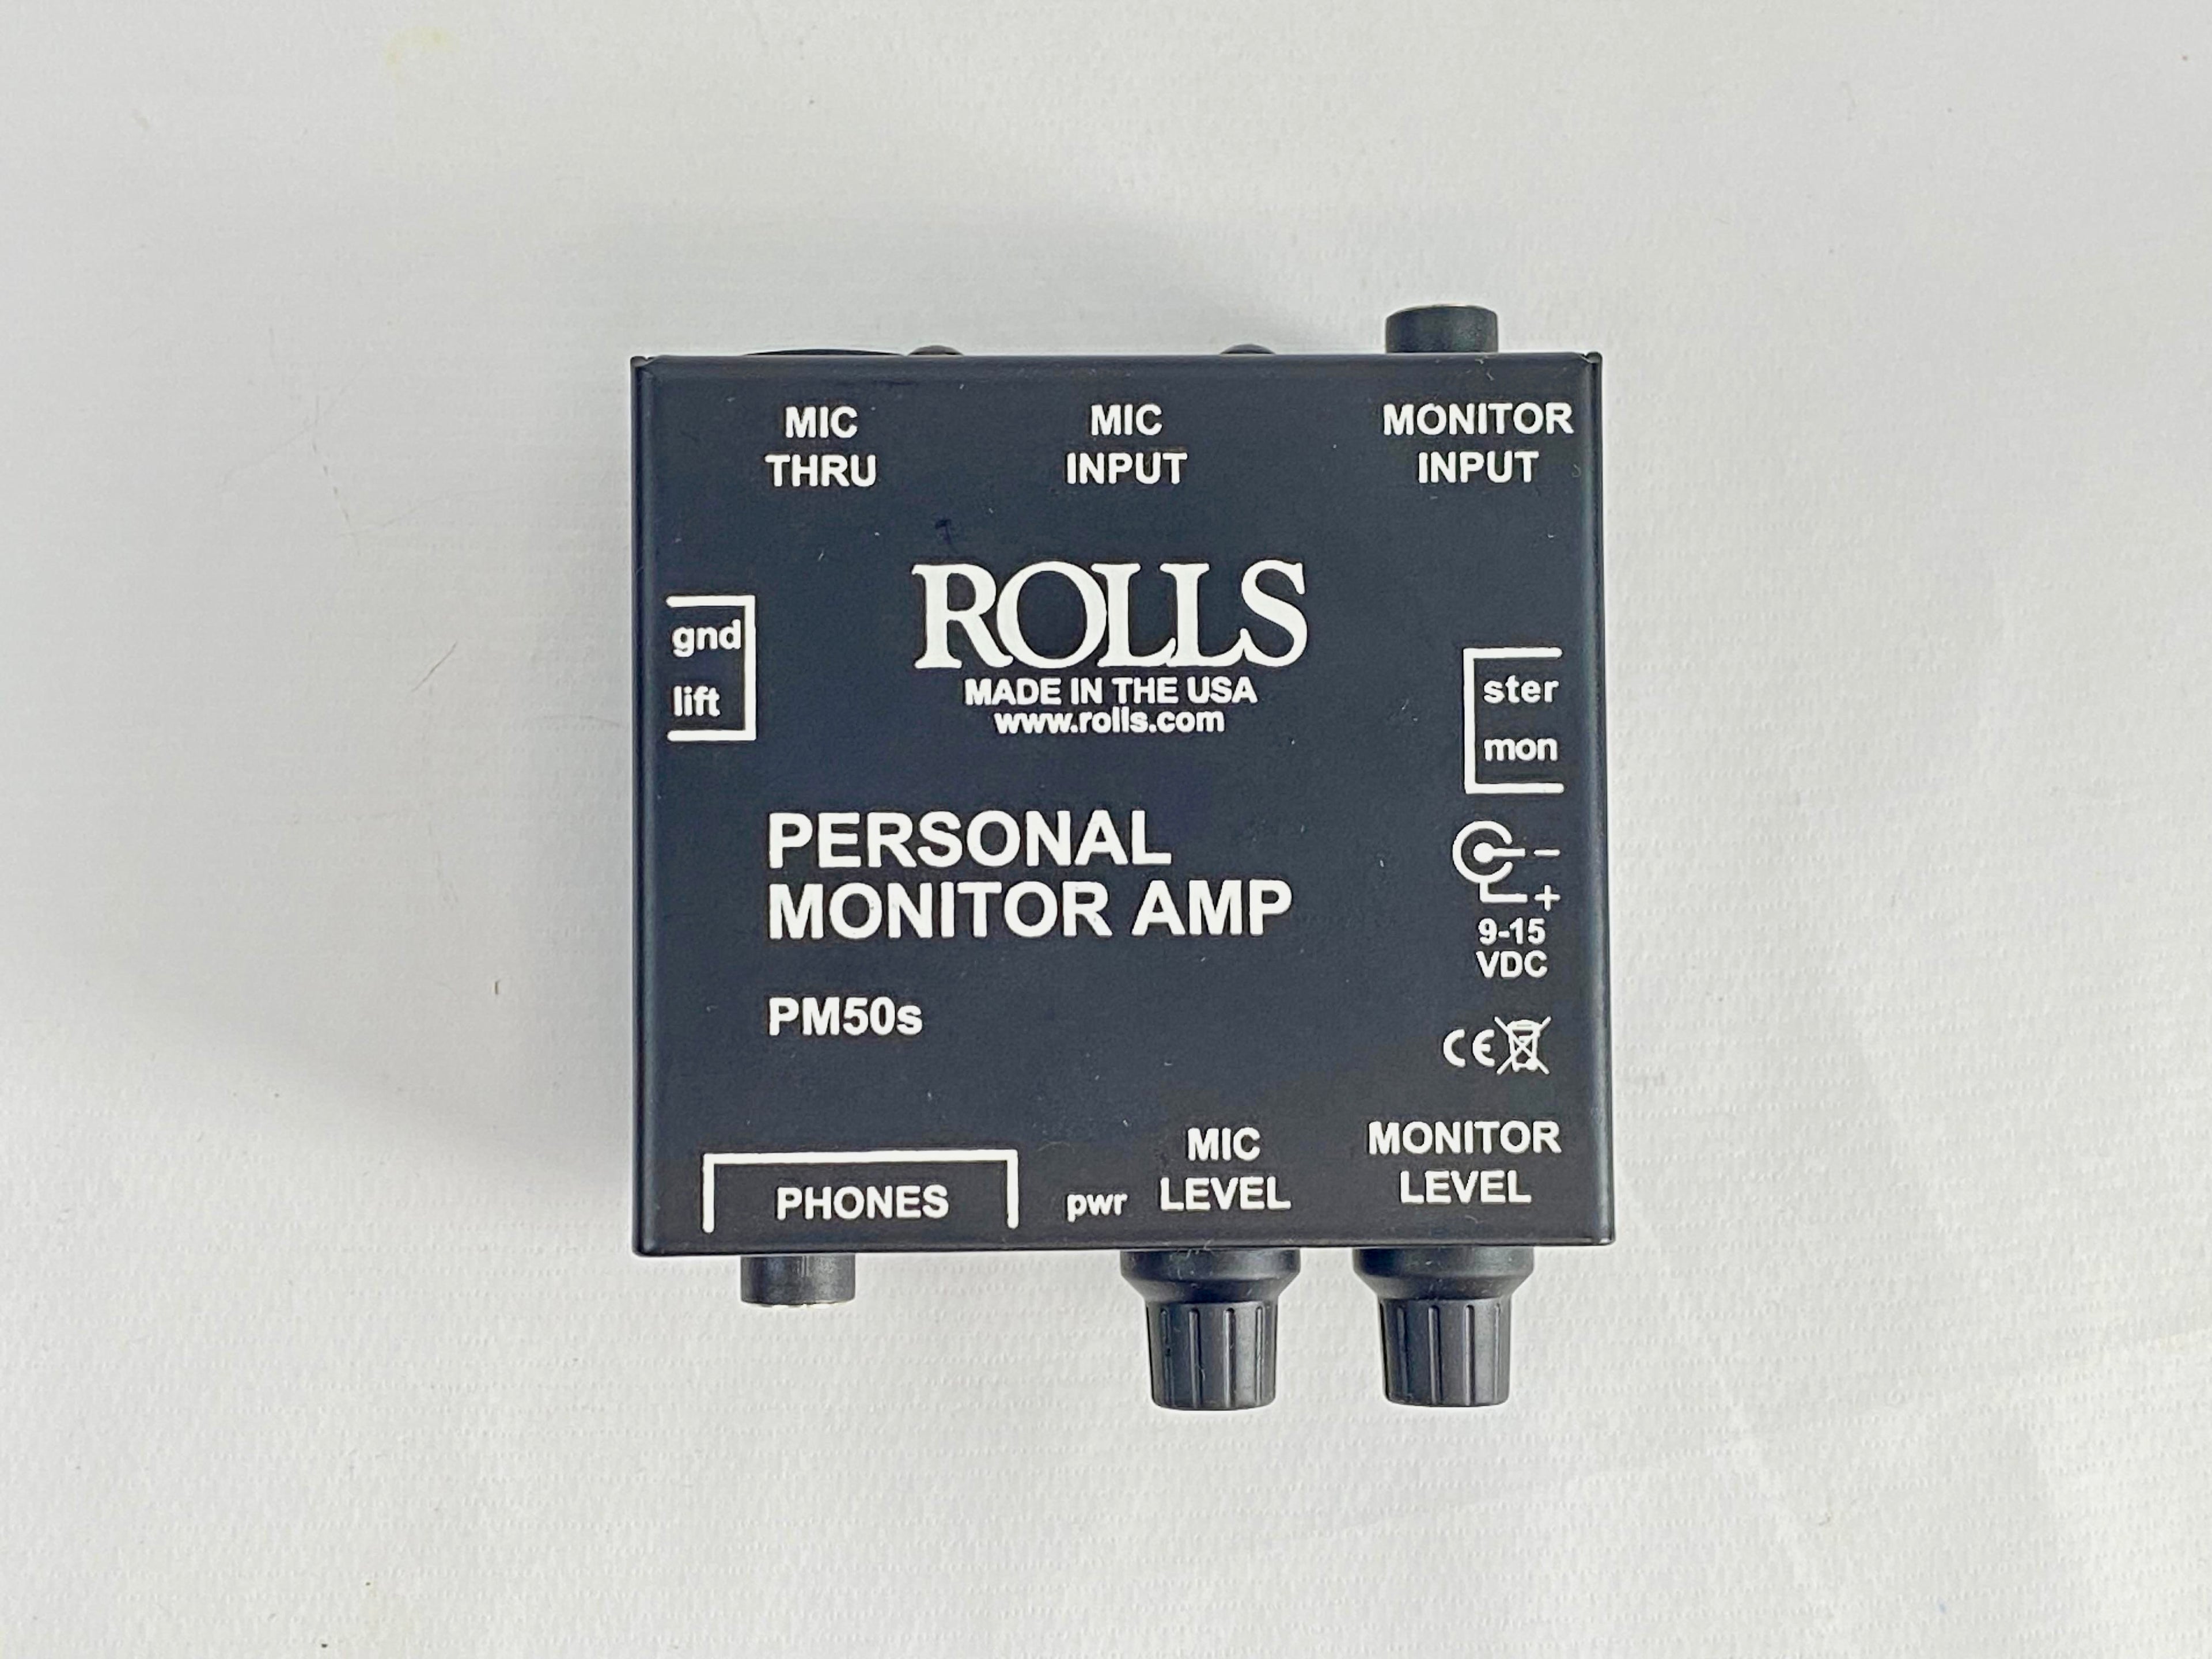 MIC
THRU
MIC
INPUT
MONITOR
INPUT
ROLLS
MADE IN THE USA
www.rolls.com
gnd
lift
ster
mon
PERSONAL
MONITOR AMP
- 
+
9-15
VDC
PM50s
CE
PHONES
pwr
MIC
LEVEL
MONITOR
LEVEL